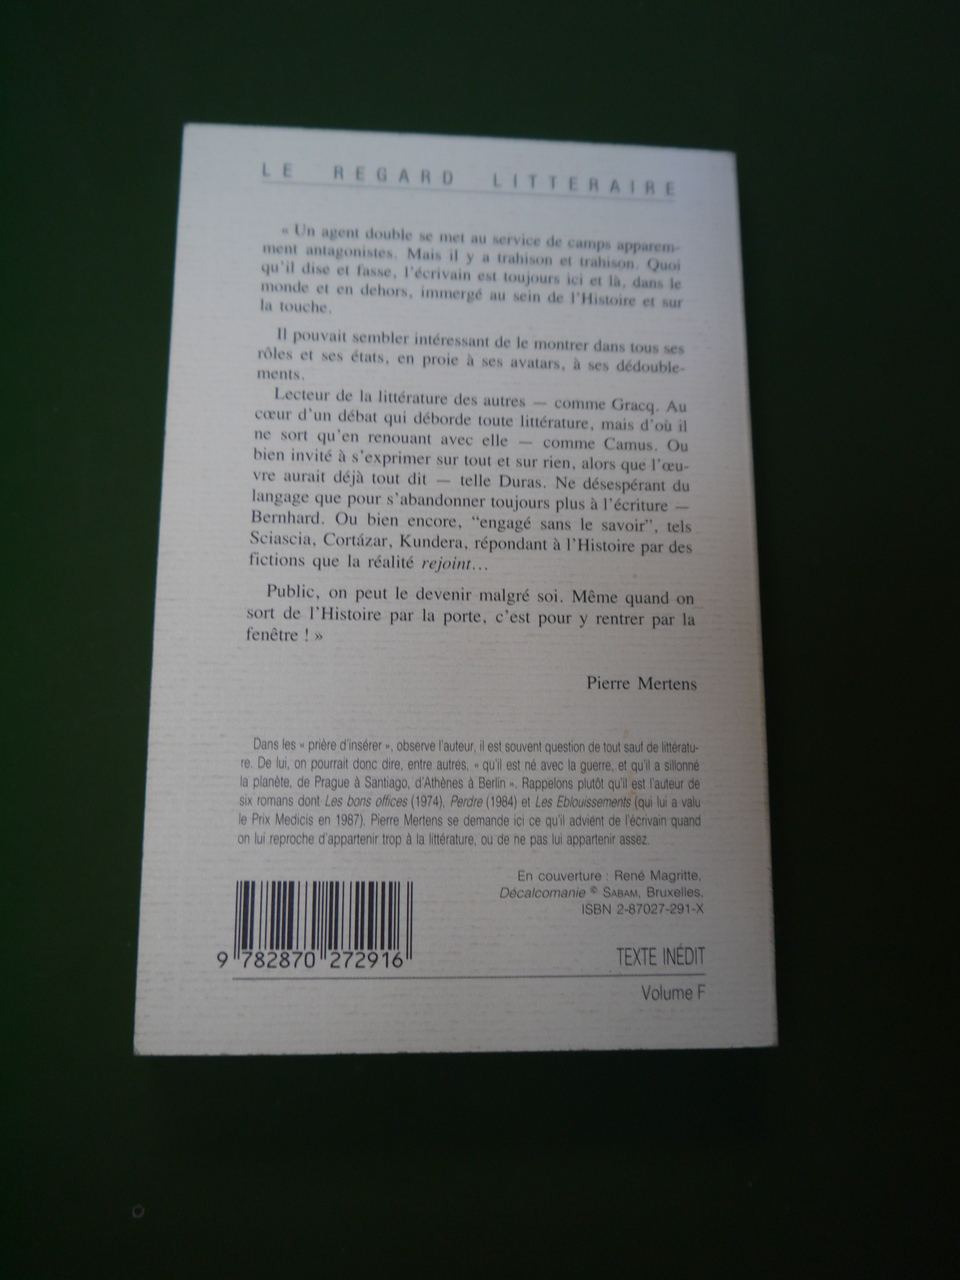 LE REGARD LITTERAIRE
« Un agent double se met au service de camps apparem-
ment antagonistes. Mais il y a trahison et trahison. Quoi
qu'il dise et fasse, l'écrivain est toujours ici et là, dans le
monde et en dehors, immergé au sein de l'Histoire et sur
la touche.
Il pouvait sembler intéressant de le montrer dans tous ses
rôles et ses états, en proie à ses avatars, à ses dédouble-
ments.
Lecteur de la littérature des autres — comme Gracq. Au
cœur d'un débat qui déborde toute littérature, mais d'où il
ne sort qu'en renouant avec elle — comme Camus. Ou
bien invité à s'exprimer sur tout et sur rien, alors que l'œu-
vre aurait déjà tout dit — telle Duras. Ne désespérant du
langage que pour s'abandonner toujours plus à l'écriture —
Bernhard. Ou bien encore, "engagé sans le savoir", tels
Sciascia, Cortázar, Kundera, répondant à l'Histoire par des
fictions que la réalité rejoint...
Public, on peut le devenir malgré soi. Même quand on
sort de l'Histoire par la porte, c'est pour y rentrer par la
fenêtre ! »
Pierre Mertens
Dans les « prière d'insérer », observe l'auteur, il est souvent question de tout sauf de littératu-
re. De lui, on pourrait donc dire, entre autres, « qu'il est né avec la guerre, et qu'il a sillonné
la planète, de Prague à Santiago, d'Athènes à Berlin ». Rappelons plutôt qu'il est l'auteur de
six romans dont Les bons offices (1974), Perdre (1984) et Les Eblouissements (qui lui a valu
le Prix Medicis en 1987). Pierre Mertens se demande ici ce qu'il advient de l'écrivain quand
on lui reproche d'appartenir trop à la littérature, ou de ne pas lui appartenir assez.
En couverture : René Magritte,
Décalcomanie © SABAM, Bruxelles.
ISBN 2-87027-291-X
9 782870 272916
TEXTE INÉDIT
Volume F